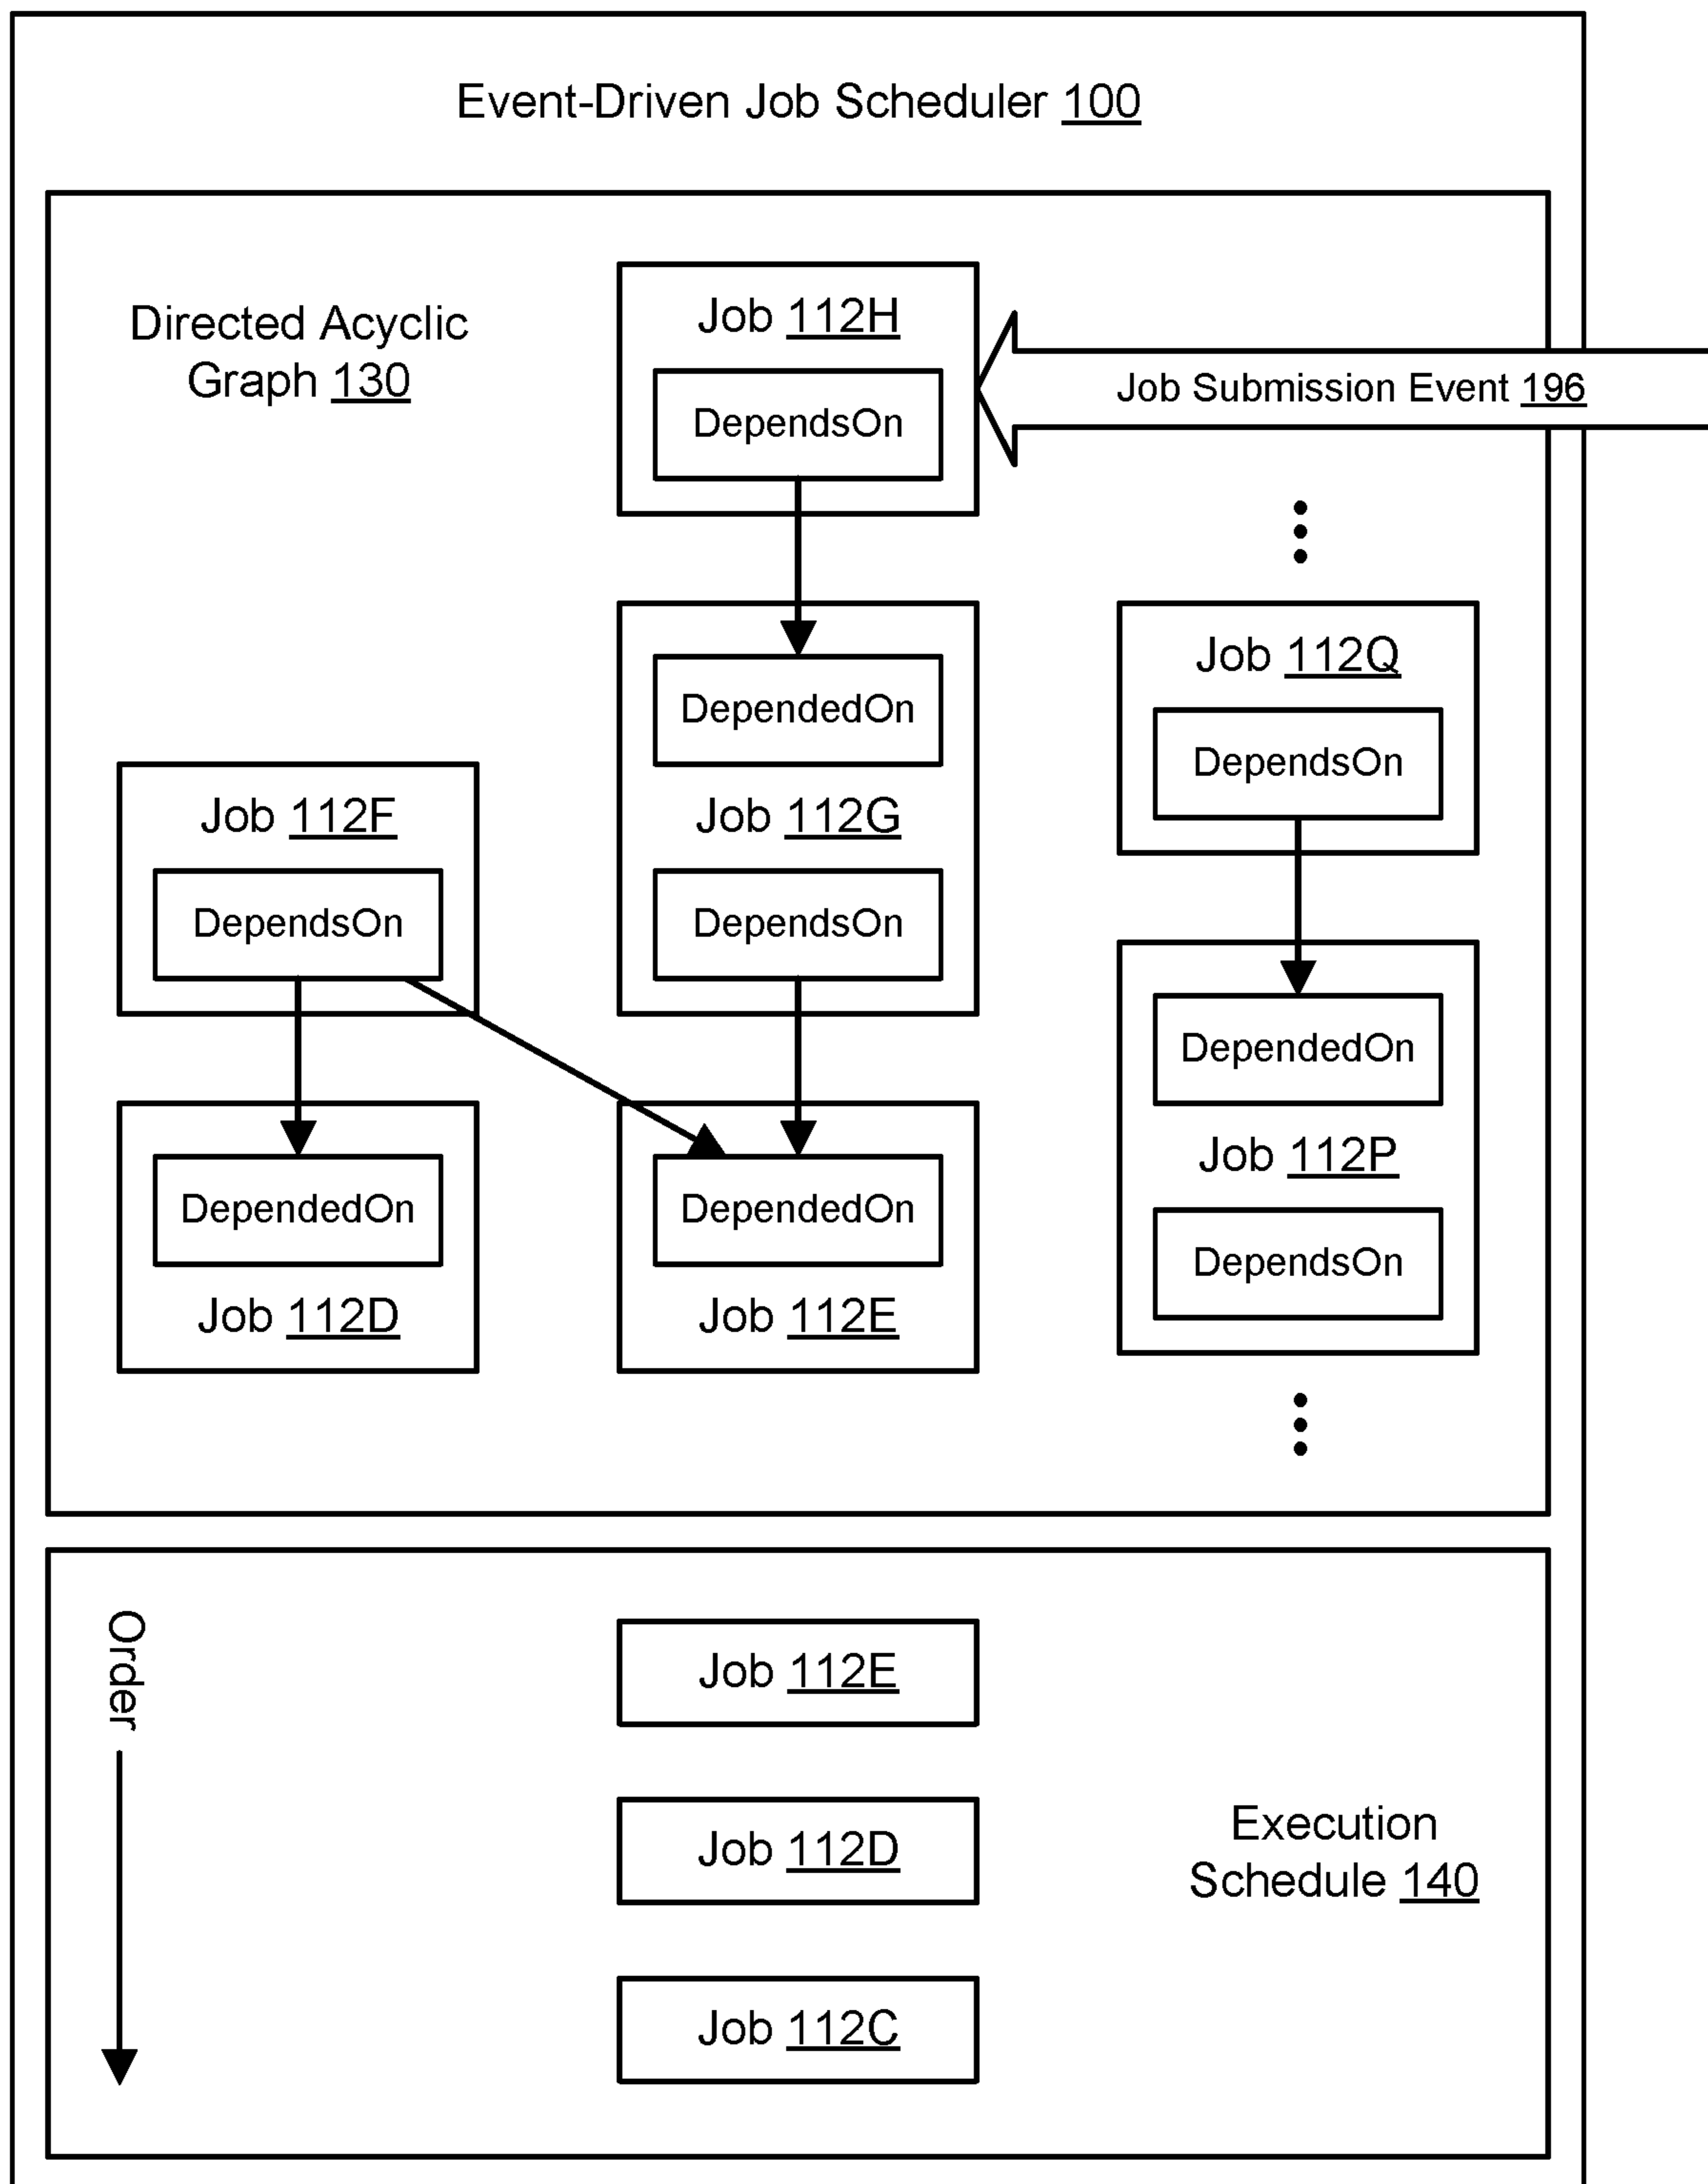 Event-Driven Job Scheduler 100
Directed Acyclic
Graph 130
Job 112H
DependsOn
Job Submission Event 196
DependedOn
Job 112G
DependsOn
Job 112Q
DependsOn
Job 112F
DependsOn
DependedOn
Job 112D
DependedOn
Job 112E
DependedOn
Job 112P
DependsOn
Order
Job 112E
Job 112D
Job 112C
Execution
Schedule 140